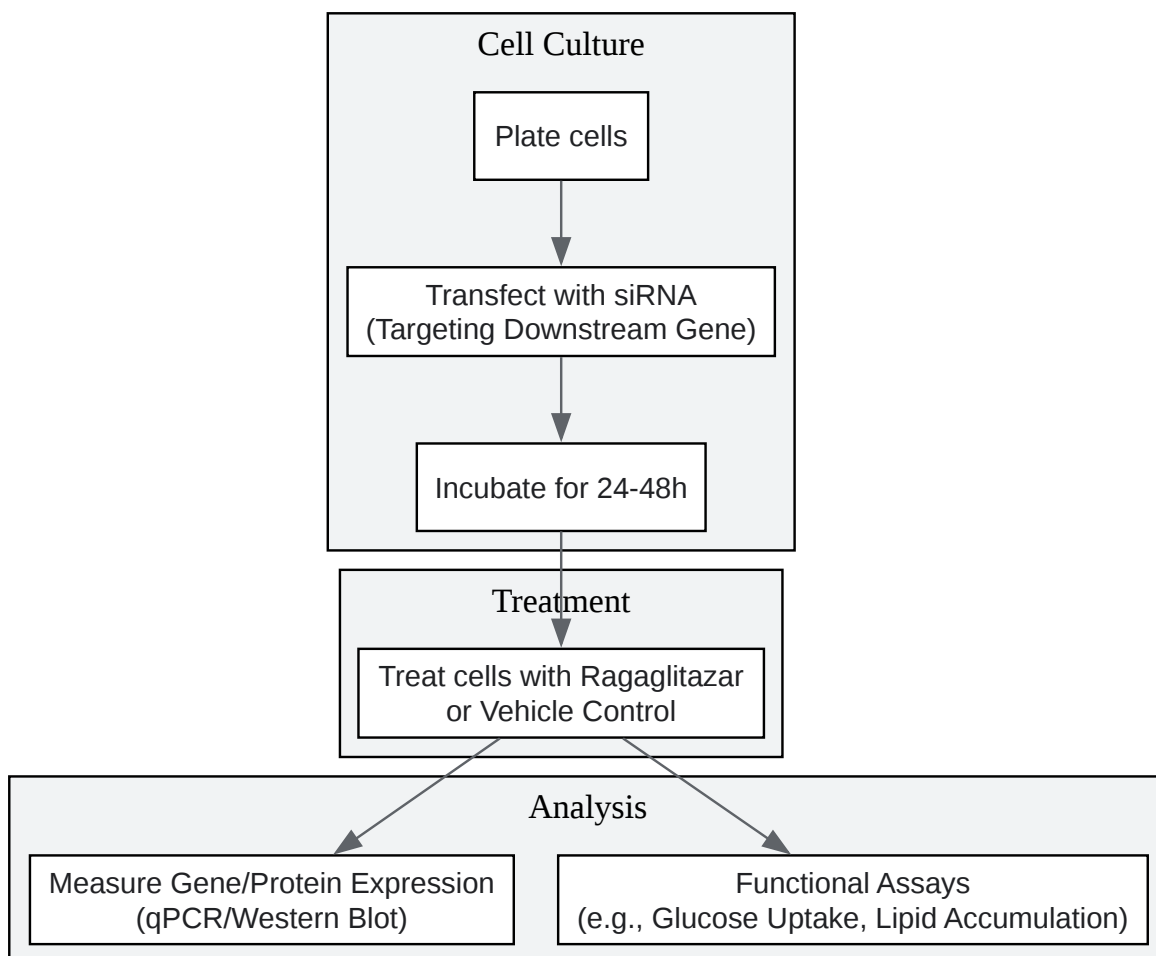 Cell Culture
Plate cells
Transfect with siRNA
(Targeting Downstream Gene)
Incubate for 24-48h
Treatment
Treat cells with Ragaglitazar
or Vehicle Control
Analysis
Measure Gene/Protein Expression
(qPCR/Western Blot)
Functional Assays
(e.g., Glucose Uptake, Lipid Accumulation)